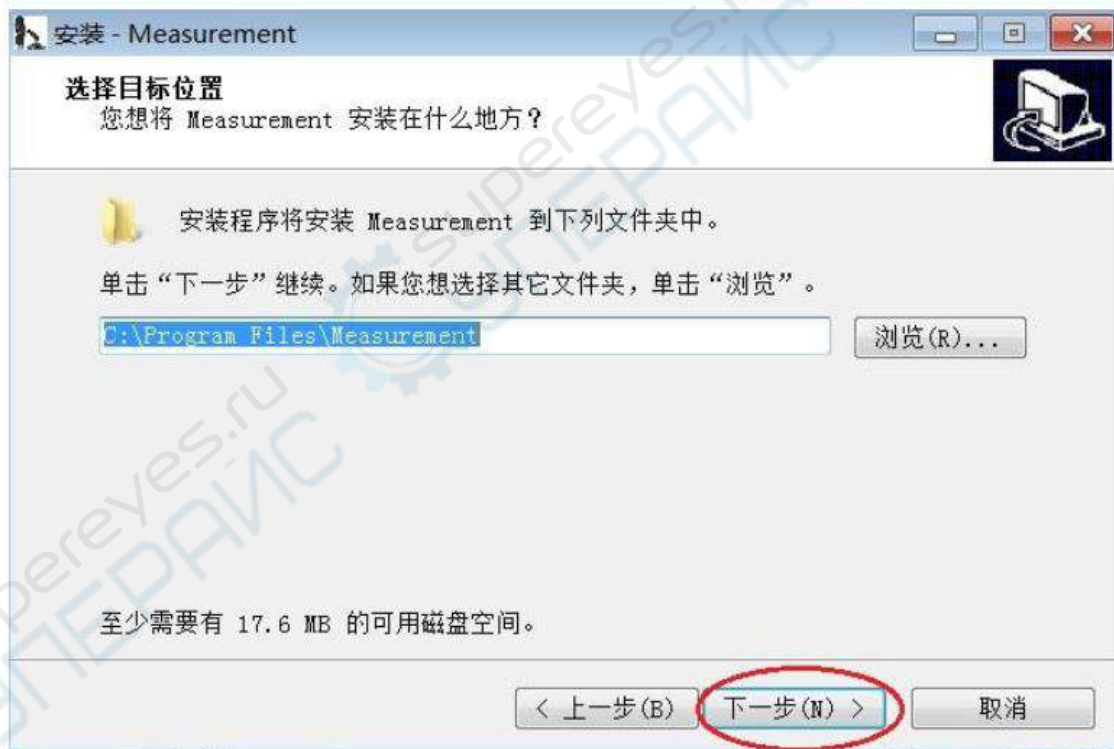 安装 - Measurement
选择目标位置
您想将 Measurement 安装在什么地方?
安装程序将安装 Measurement 到下列文件夹中。
单击“下一步”继续。如果您想选择其它文件夹，单击“浏览”。
C:\Program Files\Measurement
浏览(R)...
至少需要有 17.6 MB 的可用磁盘空间。
< 上一步(B)
下一步(N) >
取消
supereyes.ru
СУПЕРАЙС